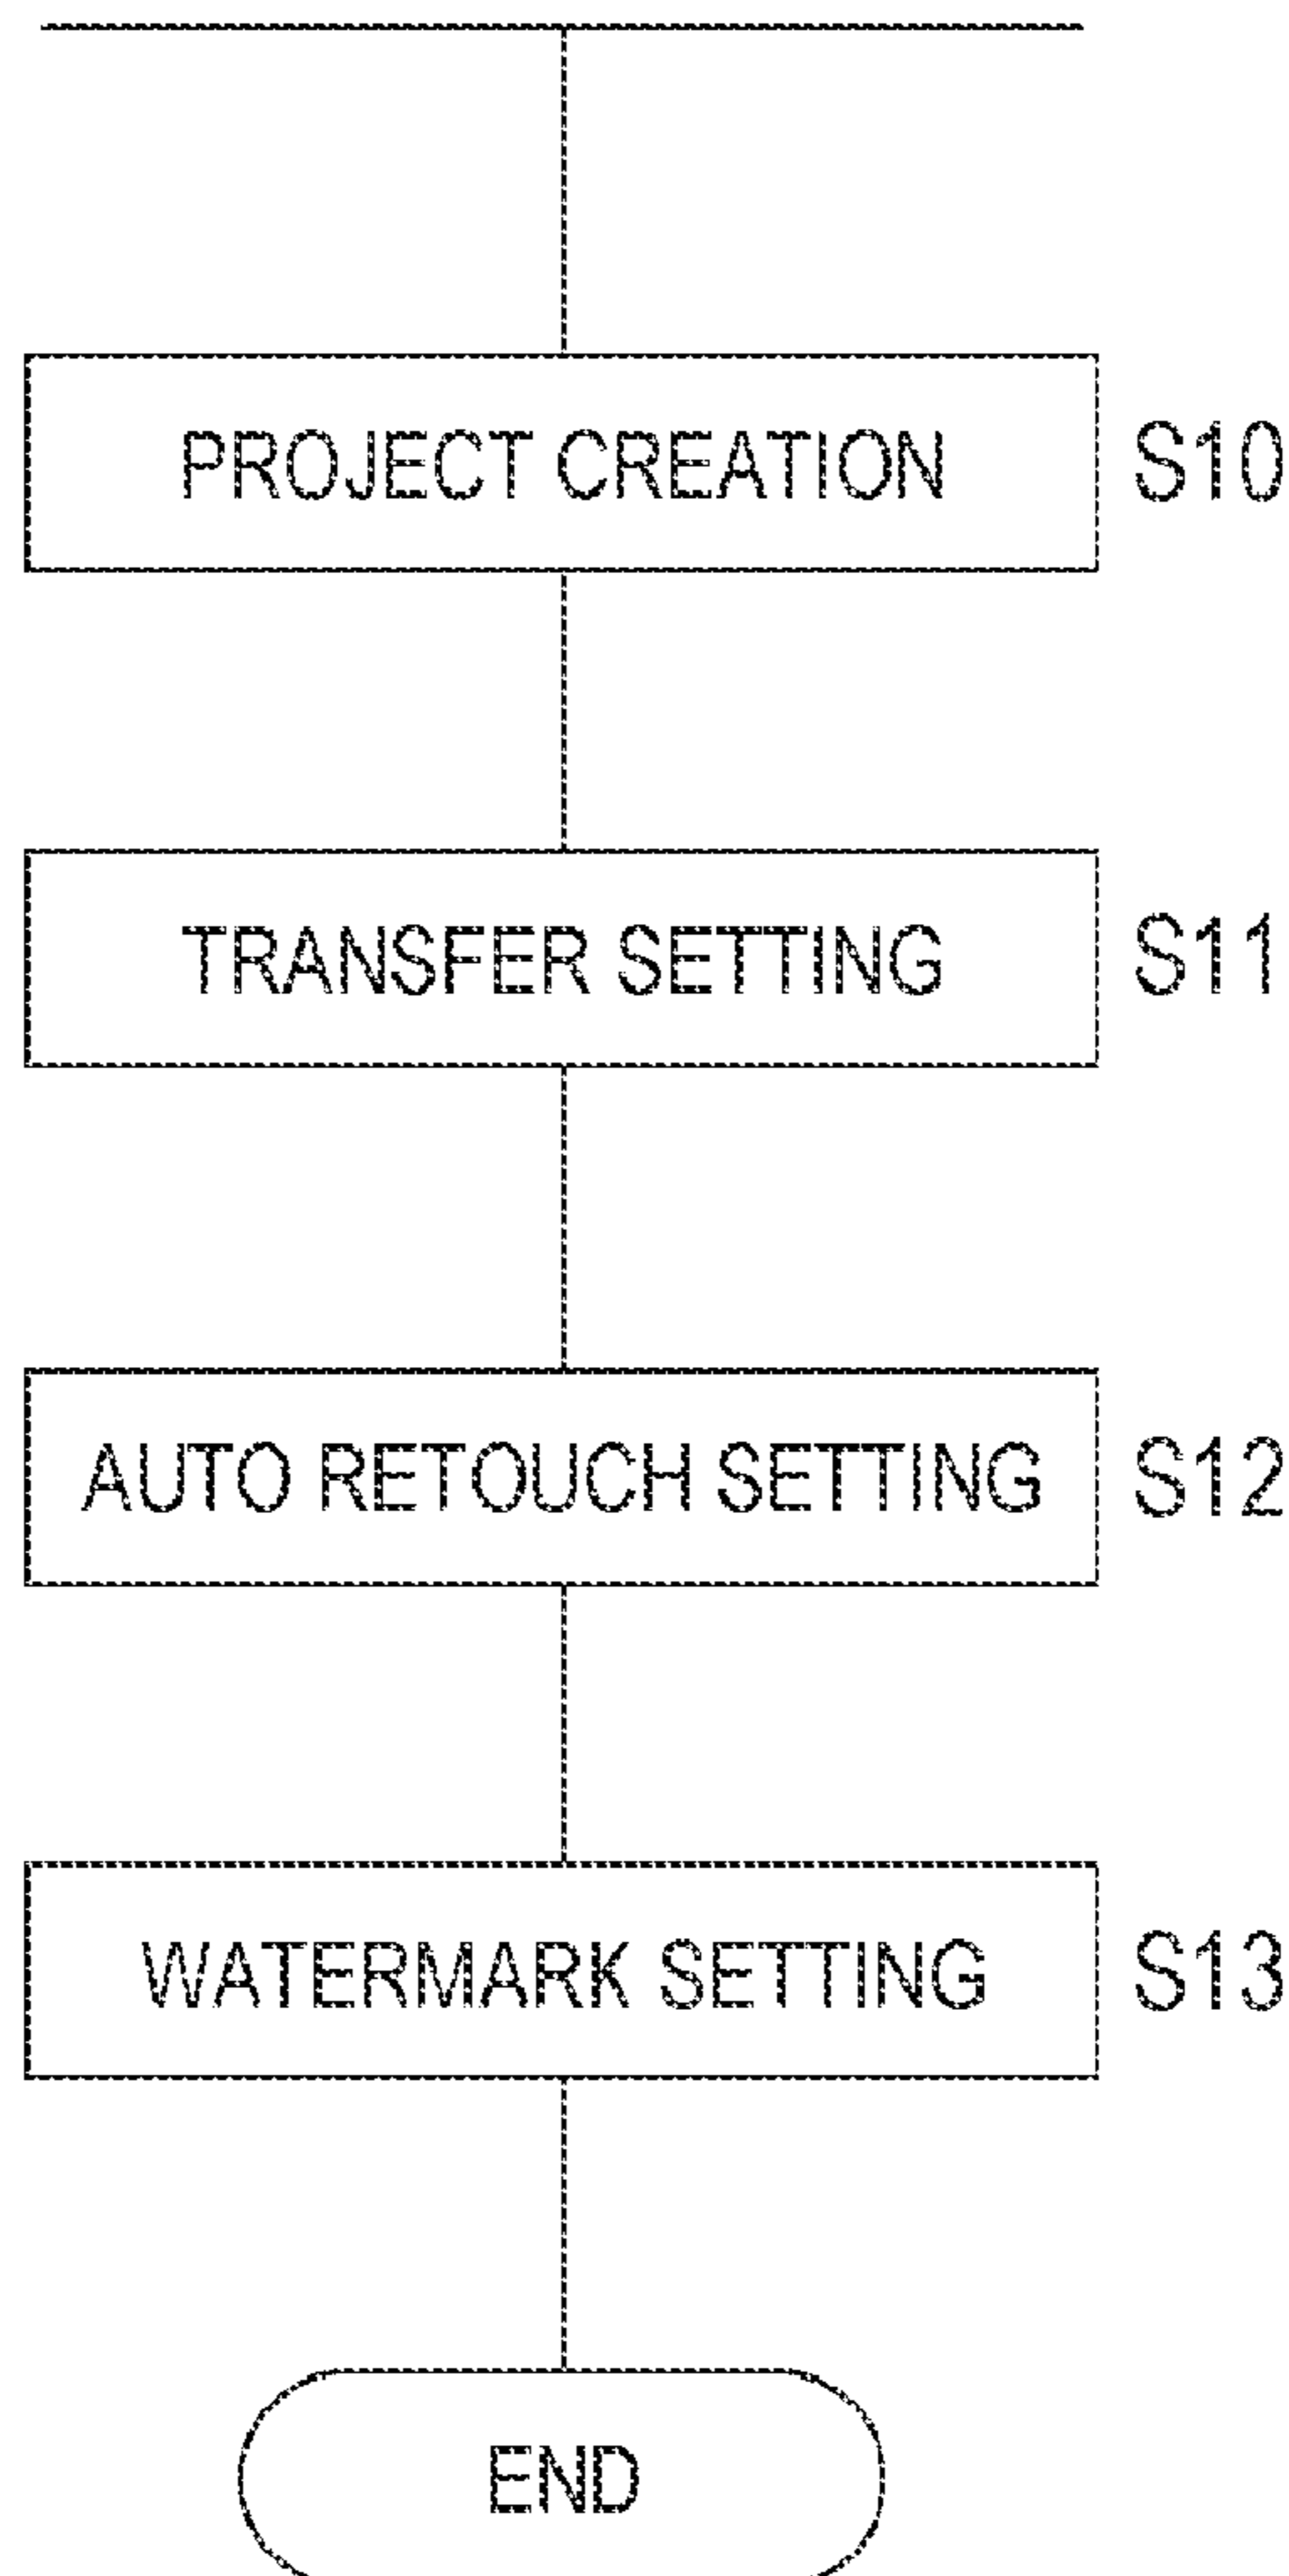 PROJECT CREATION S10
TRANSFER SETTING S11
AUTO RETOUCH SETTING S12
WATERMARK SETTING S13
END